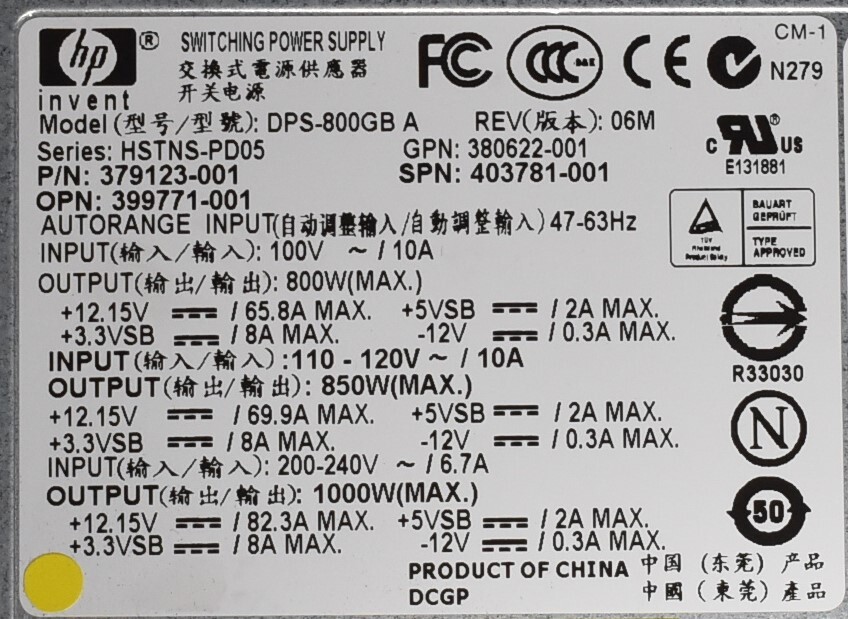 CM-1
hp ® SWITCHING POWER SUPPLY
交換式電源供應器
invent 开关电源
FC CCC S&E CE N279
Model (型号/型號): DPS-800GB A REV(版本): 06M
Series: HSTNS-PD05 GPN: 380622-001
P/N: 379123-001 SPN: 403781-001
OPN: 399771-001
C UR ® US
E131881
AUTORANGE INPUT(自动调整输入/自動調整輸入) 47-63Hz
INPUT(输入/輸入): 100V ~ / 10A
OUTPUT(输出/輸出): 800W(MAX.)
+12.15V / 65.8A MAX. +5VSB / 2A MAX.
+3.3VSB / 8A MAX. -12V / 0.3A MAX.
INPUT (输入/輸入) :110 - 120V ~ / 10A
OUTPUT(输出/輸出): 850W(MAX.)
+12.15V / 69.9A MAX. +5VSB / 2A MAX.
+3.3VSB / 8A MAX. -12V / 0.3A MAX.
INPUT(输入/輸入): 200-240V ~ / 6.7A
OUTPUT(输出/輸出): 1000W(MAX.)
+12.15V / 82.3A MAX. +5VSB / 2A MAX.
+3.3VSB / 8A MAX. -12V / 0.3A MAX.
PRODUCT OF CHINA 中国 (东莞) 产品
DCGP 中國 (東莞) 產品
TÜV
Rheinland
Product Safety
BAUART
GEPRÜFT
TYPE
APPROVED
R33030
N
50